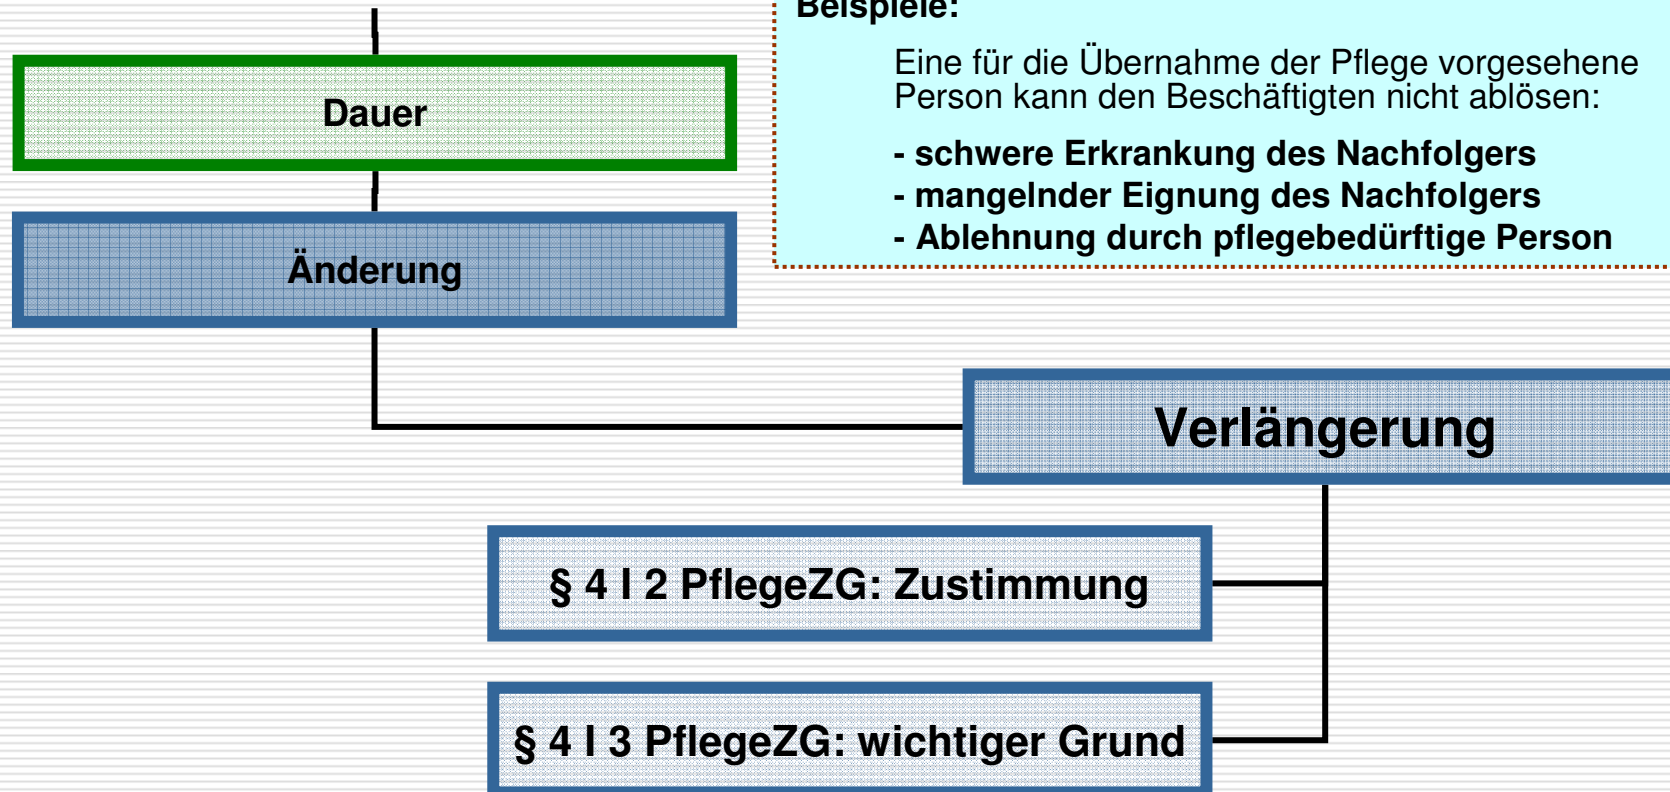 Beispiele:
Eine für die Übernahme der Pflege vorgesehene
Person kann den Beschäftigten nicht ablösen:
- schwere Erkrankung des Nachfolgers
- mangelnder Eignung des Nachfolgers
- Ablehnung durch pflegebedürftige Person
Dauer
Änderung
Verlängerung
§ 4 I 2 PflegeZG: Zustimmung
§ 4 I 3 PflegeZG: wichtiger Grund